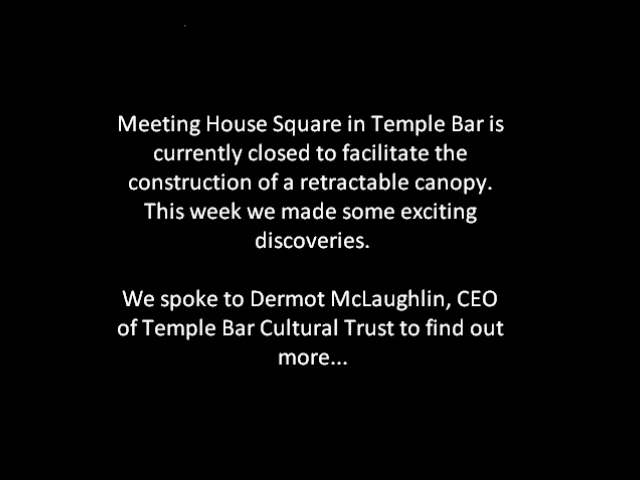 Meeting House Square in Temple Bar is
currently closed to facilitate the
construction of a retractable canopy.
This week we made some exciting
discoveries.
We spoke to Dermot McLaughlin, CEO
of Temple Bar Cultural Trust to find out
more...